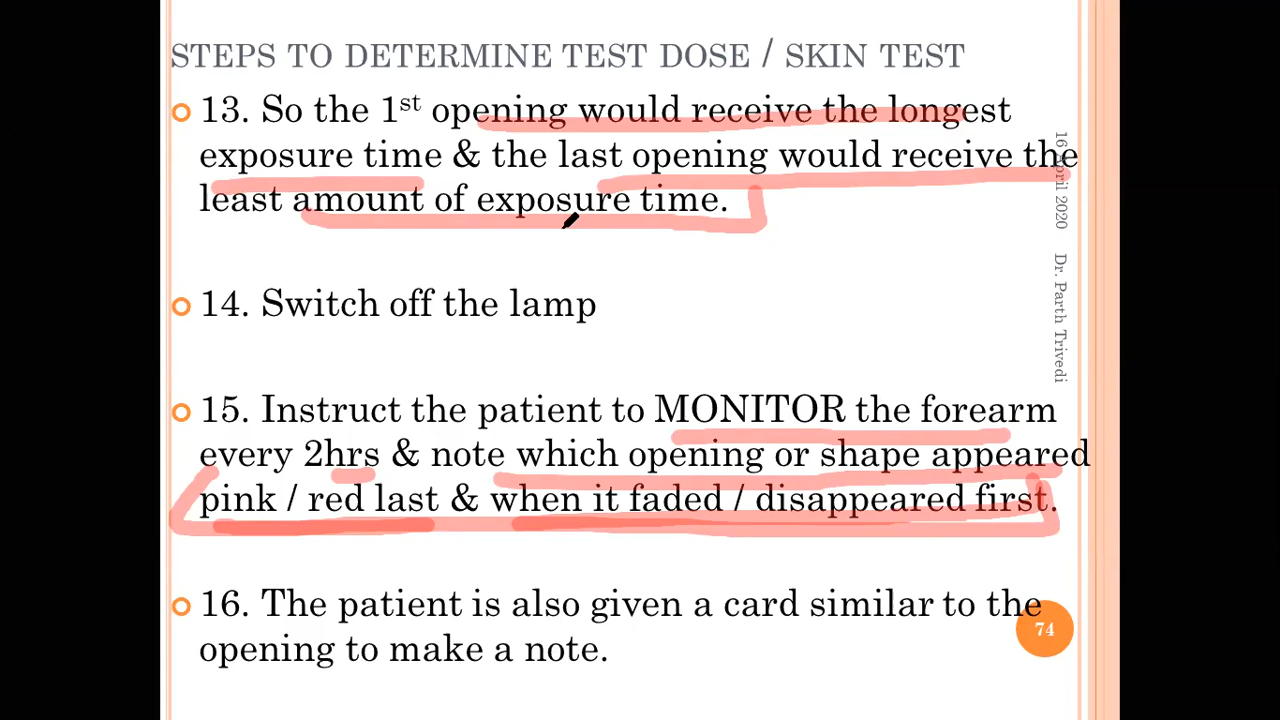 STEPS TO DETERMINE TEST DOSE / SKIN TEST
13. So the 1st opening would receive the longest
exposure time & the last opening would receive the
least amount of exposure time.
14. Switch off the lamp
15. Instruct the patient to MONITOR the forearm
every 2hrs & note which opening or shape appeared
pink / red last & when it faded / disappeared first.
16. The patient is also given a card similar to the
opening to make a note.
16 April 2020
Dr. Parth Trivedi
74